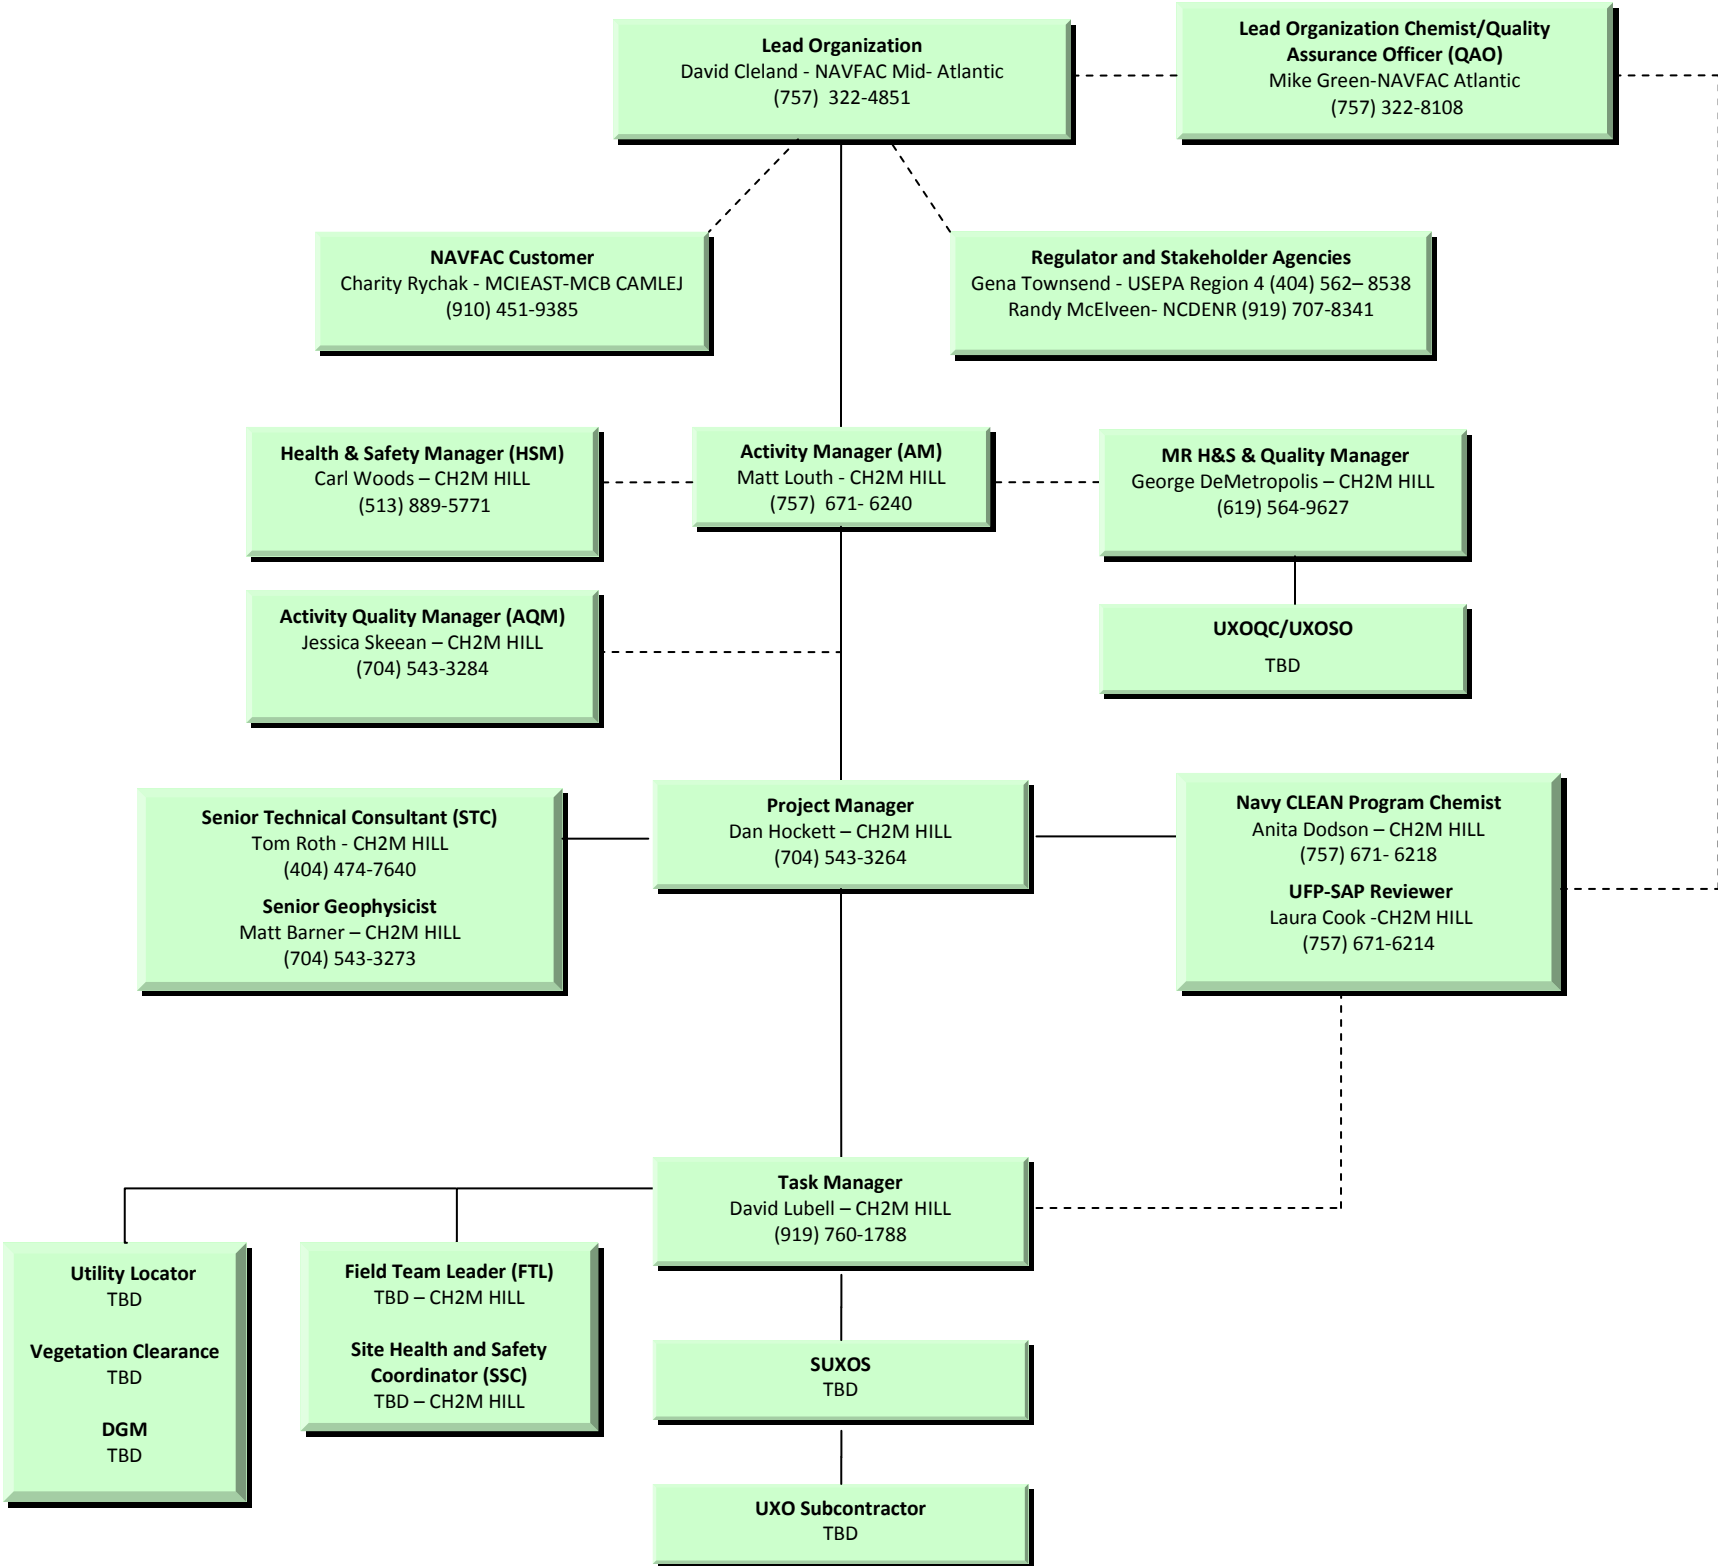 Lead Organization
David Cleland - NAVFAC Mid- Atlantic
(757) 322-4851
Lead Organization Chemist/Quality
Assurance Officer (QAO)
Mike Green-NAVFAC Atlantic
(757) 322-8108
NAVFAC Customer
Charity Rychak - MCIEAST-MCB CAMLEJ
(910) 451-9385
Regulator and Stakeholder Agencies
Gena Townsend - USEPA Region 4 (404) 562– 8538
Randy McElveen- NCDENR (919) 707-8341
Health & Safety Manager (HSM)
Carl Woods – CH2M HILL
(513) 889-5771
Activity Manager (AM)
Matt Louth - CH2M HILL
(757) 671- 6240
MR H&S & Quality Manager
George DeMetropolis – CH2M HILL
(619) 564-9627
Activity Quality Manager (AQM)
Jessica Skeean – CH2M HILL
(704) 543-3284
UXOQC/UXOSO
TBD
Senior Technical Consultant (STC)
Tom Roth - CH2M HILL
(404) 474-7640
Senior Geophysicist
Matt Barner – CH2M HILL
(704) 543-3273
Project Manager
Dan Hockett – CH2M HILL
(704) 543-3264
Navy CLEAN Program Chemist
Anita Dodson – CH2M HILL
(757) 671- 6218
UFP-SAP Reviewer
Laura Cook -CH2M HILL
(757) 671-6214
Task Manager
David Lubell – CH2M HILL
(919) 760-1788
Utility Locator
TBD
Vegetation Clearance
TBD
DGM
TBD
Field Team Leader (FTL)
TBD – CH2M HILL
Site Health and Safety
Coordinator (SSC)
TBD – CH2M HILL
SUXOS
TBD
UXO Subcontractor
TBD